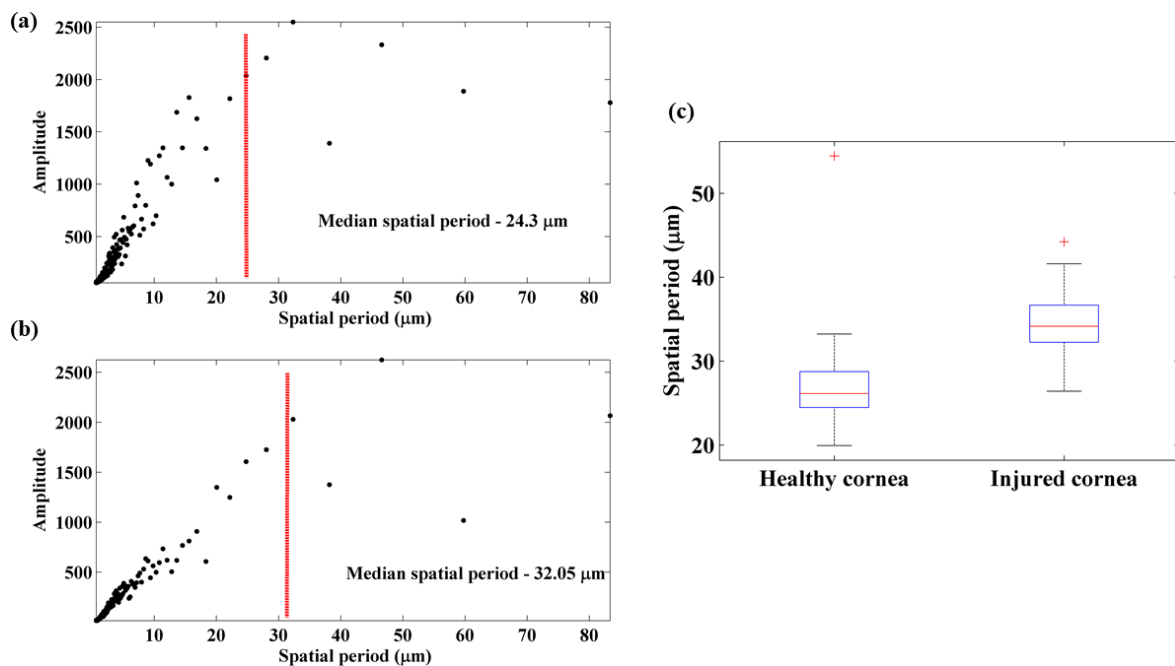 (a)
2500
2000
1500
1000
500
Amplitude
Median spatial period - 24.3 μm
10 20 30 40 50 60 70 80
Spatial period (μm)
(b)
2500
2000
1500
1000
500
Amplitude
Median spatial period - 32.05 μm
10 20 30 40 50 60 70 80
Spatial period (μm)
(c)
50
40
30
20
Spatial period (μm)
Healthy cornea Injured cornea